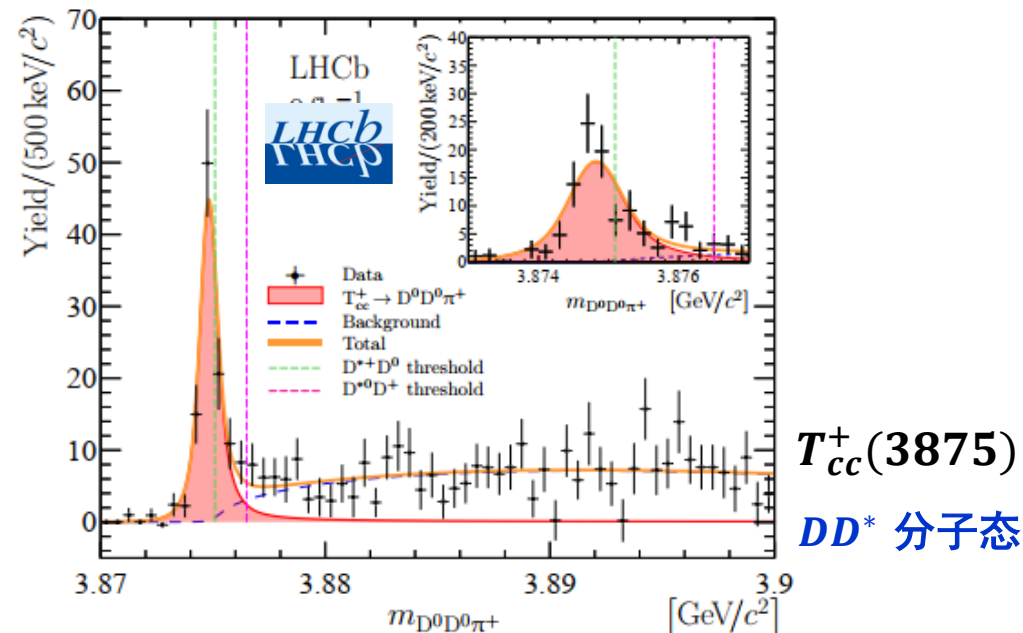 Yield/(500 keV/c²)
70
60
50
40
30
20
10
0
3.87
3.88
3.89
3.9
m_{D⁰D⁰π⁺}
[GeV/c²]
LHCb
LHCb
Data
T⁺_{cc} → D⁰D⁰π⁺
Background
Total
D*⁺D⁰ threshold
D*⁰D⁺ threshold
Yield/(200 keV/c²)
40
35
30
25
20
15
10
5
0
3.874
3.876
m_{D⁰D⁰π⁺}
[GeV/c²]
T⁺_{cc}(3875)
DD* 分子态